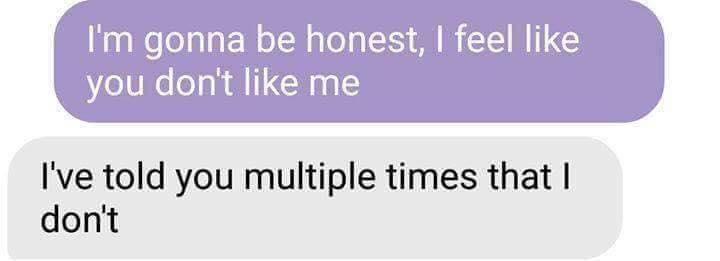 I'm gonna be honest, I feel like
you don't like me
I've told you multiple times that I
don't